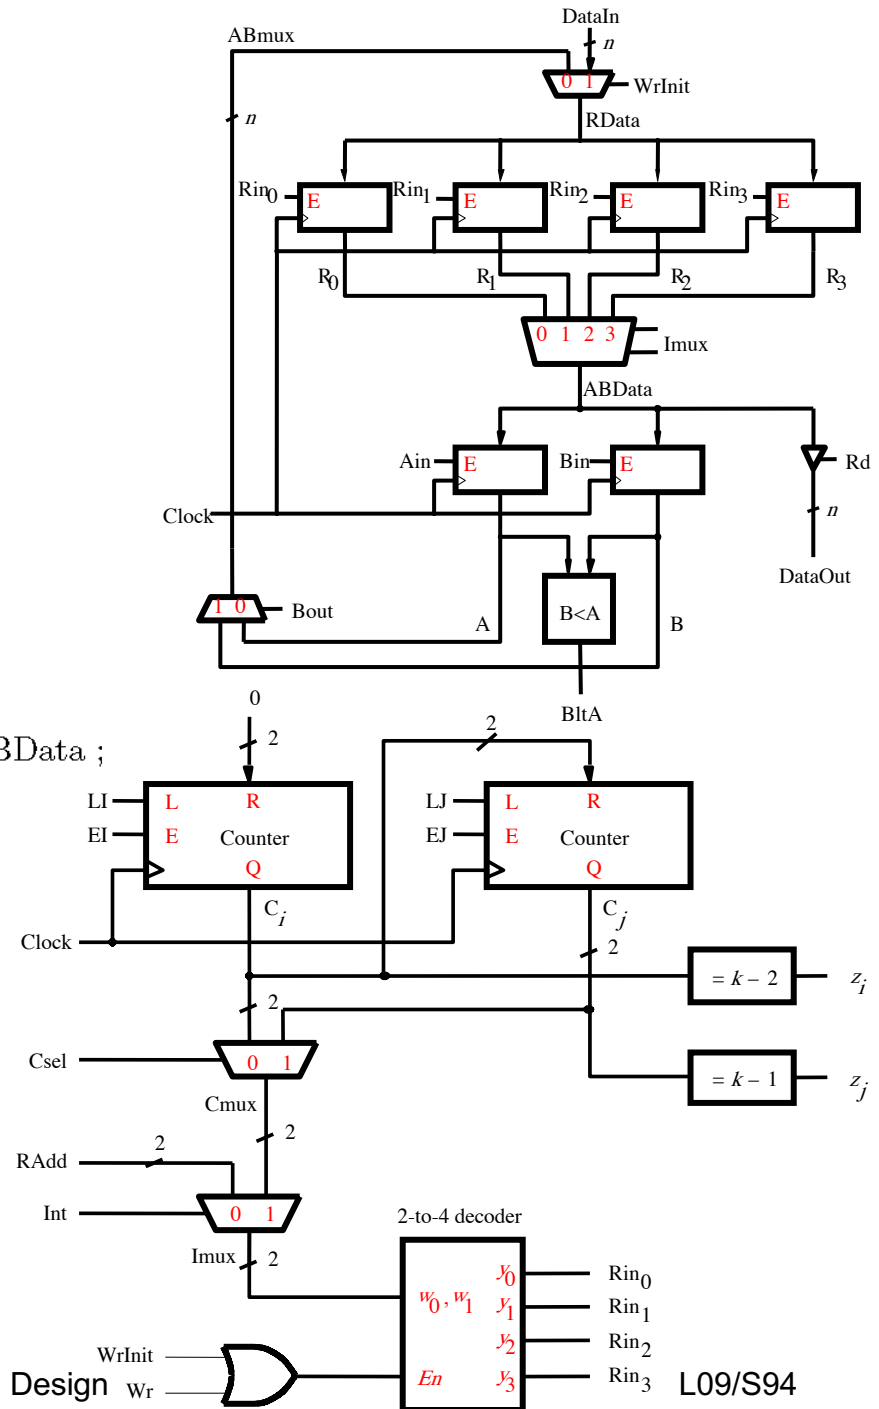 DataIn
ABmux
n
0 1
WrInit
n
RData
Rin0 Rin1 Rin2 Rin3
E E E E
R0 R1 R2 R3
0 1 2 3
Imux
ABData
Ain E Bin E Rd
Clock
n
DataOut
1 0
Bout
A
B<A
B
BltA
0
2
2
BData ;
LI L R LJ L R
EI E Counter EJ E Counter
Q Q
Ci Cj
Clock
2
= k – 2
zi
2
Csel
0 1
= k – 1
zj
Cmux
2
2
RAdd
Int
0 1
2-to-4 decoder
Imux
2
y0 Rin0
w0 , w1
y1 Rin1
y2 Rin2
WrInit
En
y3 Rin3
Design
Wr
L09/S94